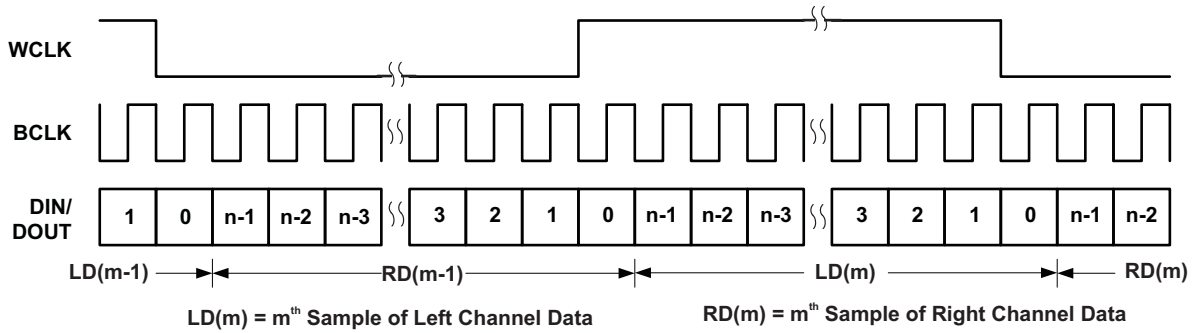 WCLK
BCLK
DIN/
DOUT
1 0 n-1 n-2 n-3 3 2 1 0 n-1 n-2 n-3 3 2 1 0 n-1 n-2
LD(m-1) RD(m-1) LD(m) RD(m)
LD(m) = mth Sample of Left Channel Data RD(m) = mth Sample of Right Channel Data